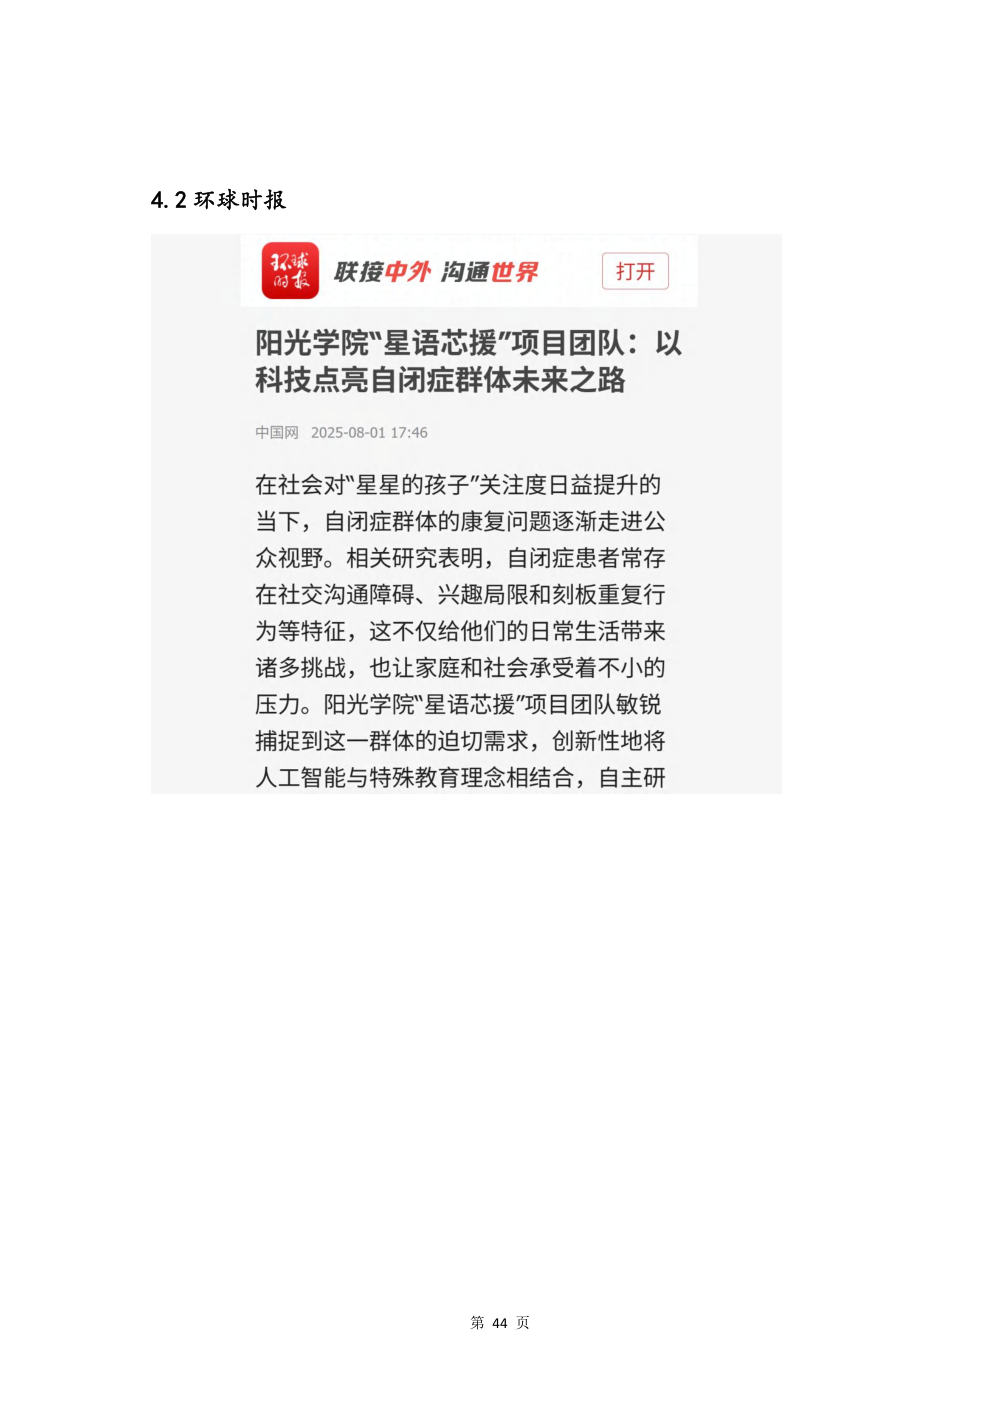 4.2 环球时报
环球时报
联接中外 沟通世界
打开
阳光学院“星语芯援”项目团队：以
科技点亮自闭症群体未来之路
中国网 2025-08-01 17:46
在社会对“星星的孩子”关注度日益提升的
当下，自闭症群体的康复问题逐渐走进公
众视野。相关研究表明，自闭症患者常存
在社交沟通障碍、兴趣局限和刻板重复行
为等特征，这不仅给他们的日常生活带来
诸多挑战，也让家庭和社会承受着不小的
压力。阳光学院“星语芯援”项目团队敏锐
捕捉到这一群体的迫切需求，创新性地将
人工智能与特殊教育理念相结合，自主研
第 44 页